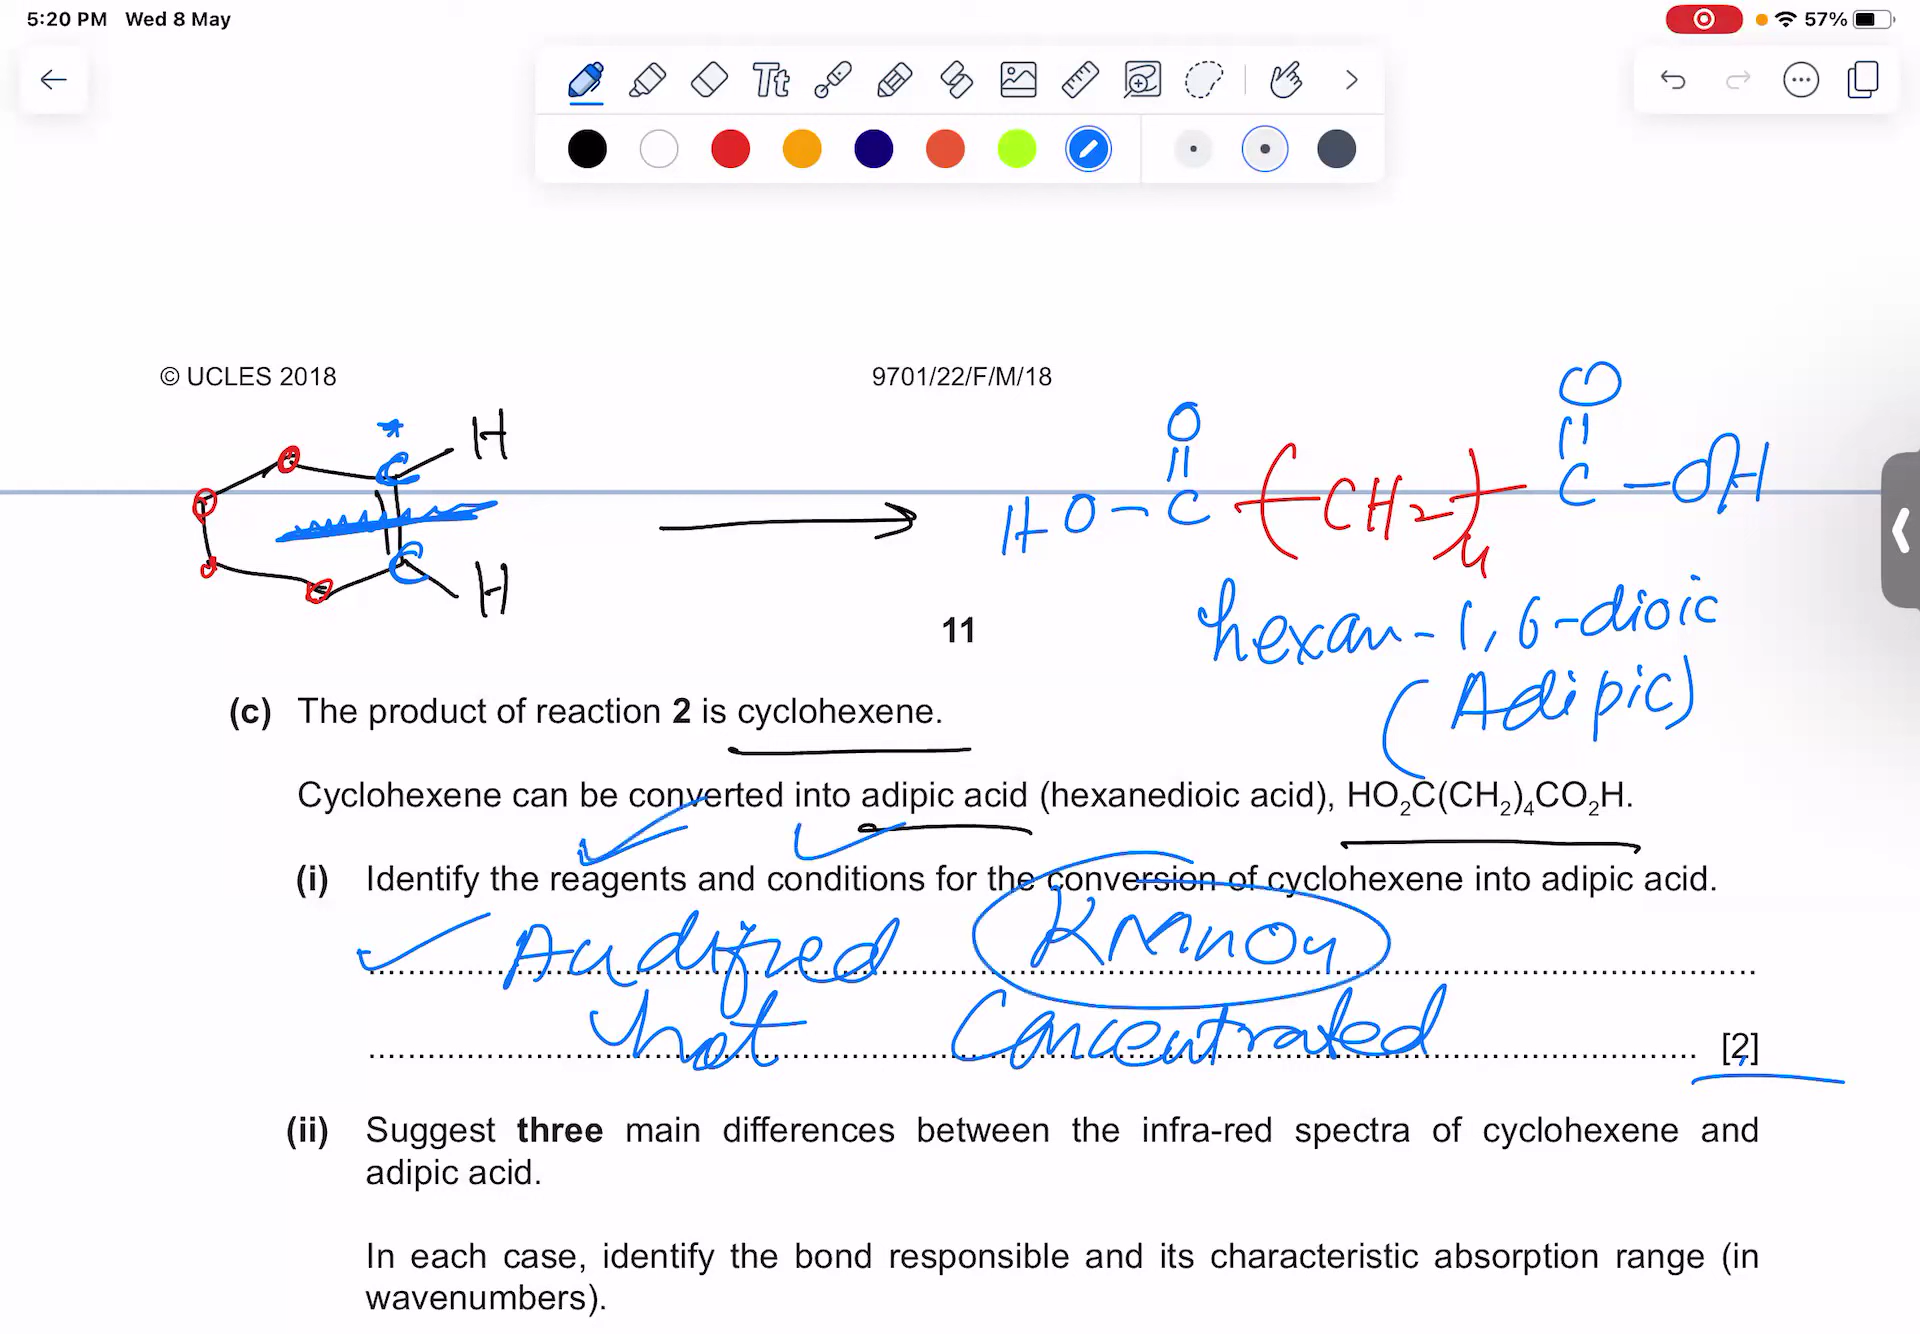 5:20 PM Wed 8 May
57%
Tt
© UCLES 2018
9701/22/F/M/18
* C H
C H
HO-C(CH2)4C-OH
O O
11
hexan-1,6-dioic
(Adipic)
(c) The product of reaction 2 is cyclohexene.
Cyclohexene can be converted into adipic acid (hexanedioic acid), HO₂C(CH₂)₄CO₂H.
(i) Identify the reagents and conditions for the conversion of cyclohexene into adipic acid.
Acidified KMnO4
hot Concentrated
[2]
(ii) Suggest three main differences between the infra-red spectra of cyclohexene and
adipic acid.
In each case, identify the bond responsible and its characteristic absorption range (in
wavenumbers).